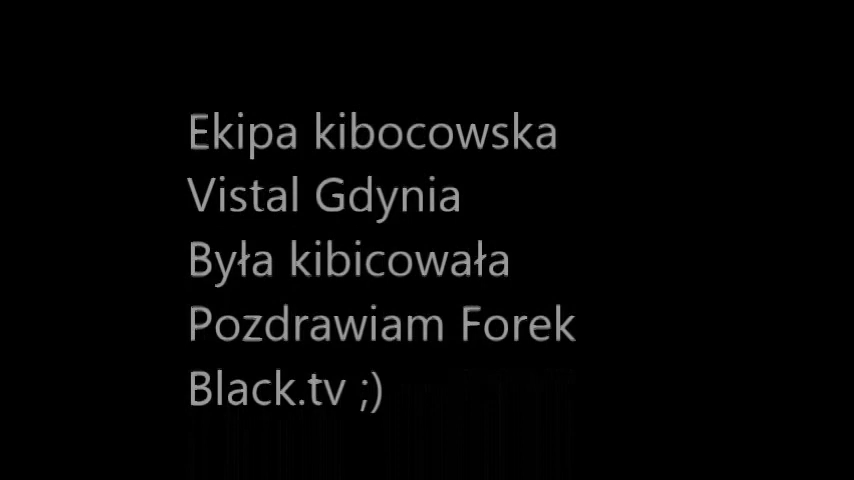 Ekipa kibocowska
Vistal Gdynia
Była kibicowała
Pozdrawiam Forek
Black.tv ;)